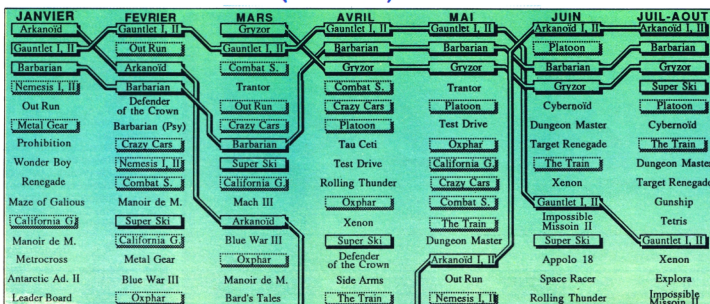 JANVIER
Arkanoïd
Gauntlet I, II
Barbarian
Nemesis I, II
Out Run
Metal Gear
Prohibition
Wonder Boy
Renegade
Maze of Galious
California G.
Manoir de M.
Metrocross
Antarctic Ad. II
Leader Board
FEVRIER
Gauntlet I, II
Out Run
Arkanoïd
Barbarian
Defender
of the Crown
Barbarian (Psy)
Crazy Cars
Nemesis I, II
Combat S.
Manoir de M.
Super Ski
California G.
Metal Gear
Blue War III
Oxphar
MARS
Gryzor
Gauntlet I, II
Combat S.
Trantor
Out Run
Crazy Cars
Barbarian
Super Ski
California G.
Mach III
Arkanoïd
Blue War III
Oxphar
Manoir de M.
Bard's Tales
AVRIL
Gauntlet I, II
Barbarian
Gryzor
Combat S.
Crazy Cars
Platoon
Tau Ceti
Test Drive
Rolling Thunder
Oxphar
Xenon
Super Ski
Defender
of the Crown
Side Arms
The Train
MAI
Gauntlet I, II
Barbarian
Gryzor
Trantor
Platoon
Test Drive
Oxphar
California G.
Crazy Cars
Combat S.
The Train
Dungeon Master
Arkanoïd I, II
Out Run
Nemesis I, II
JUIN
Arkanoïd I, II
Platoon
Barbarian
Gryzor
Cybernoïd
Dungeon Master
Target Renegade
The Train
Xenon
Gauntlet I, II
Impossible
Missoin II
Super Ski
Appolo 18
Space Racer
Rolling Thunder
JUIL-AOUT
Arkanoïd I, II
Barbarian
Gryzor
Super Ski
Platoon
Cybernoïd
The Train
Dungeon Master
Target Renegade
Gunship
Tetris
Gauntlet I, II
Xenon
Explora
Impossible
Missoin II